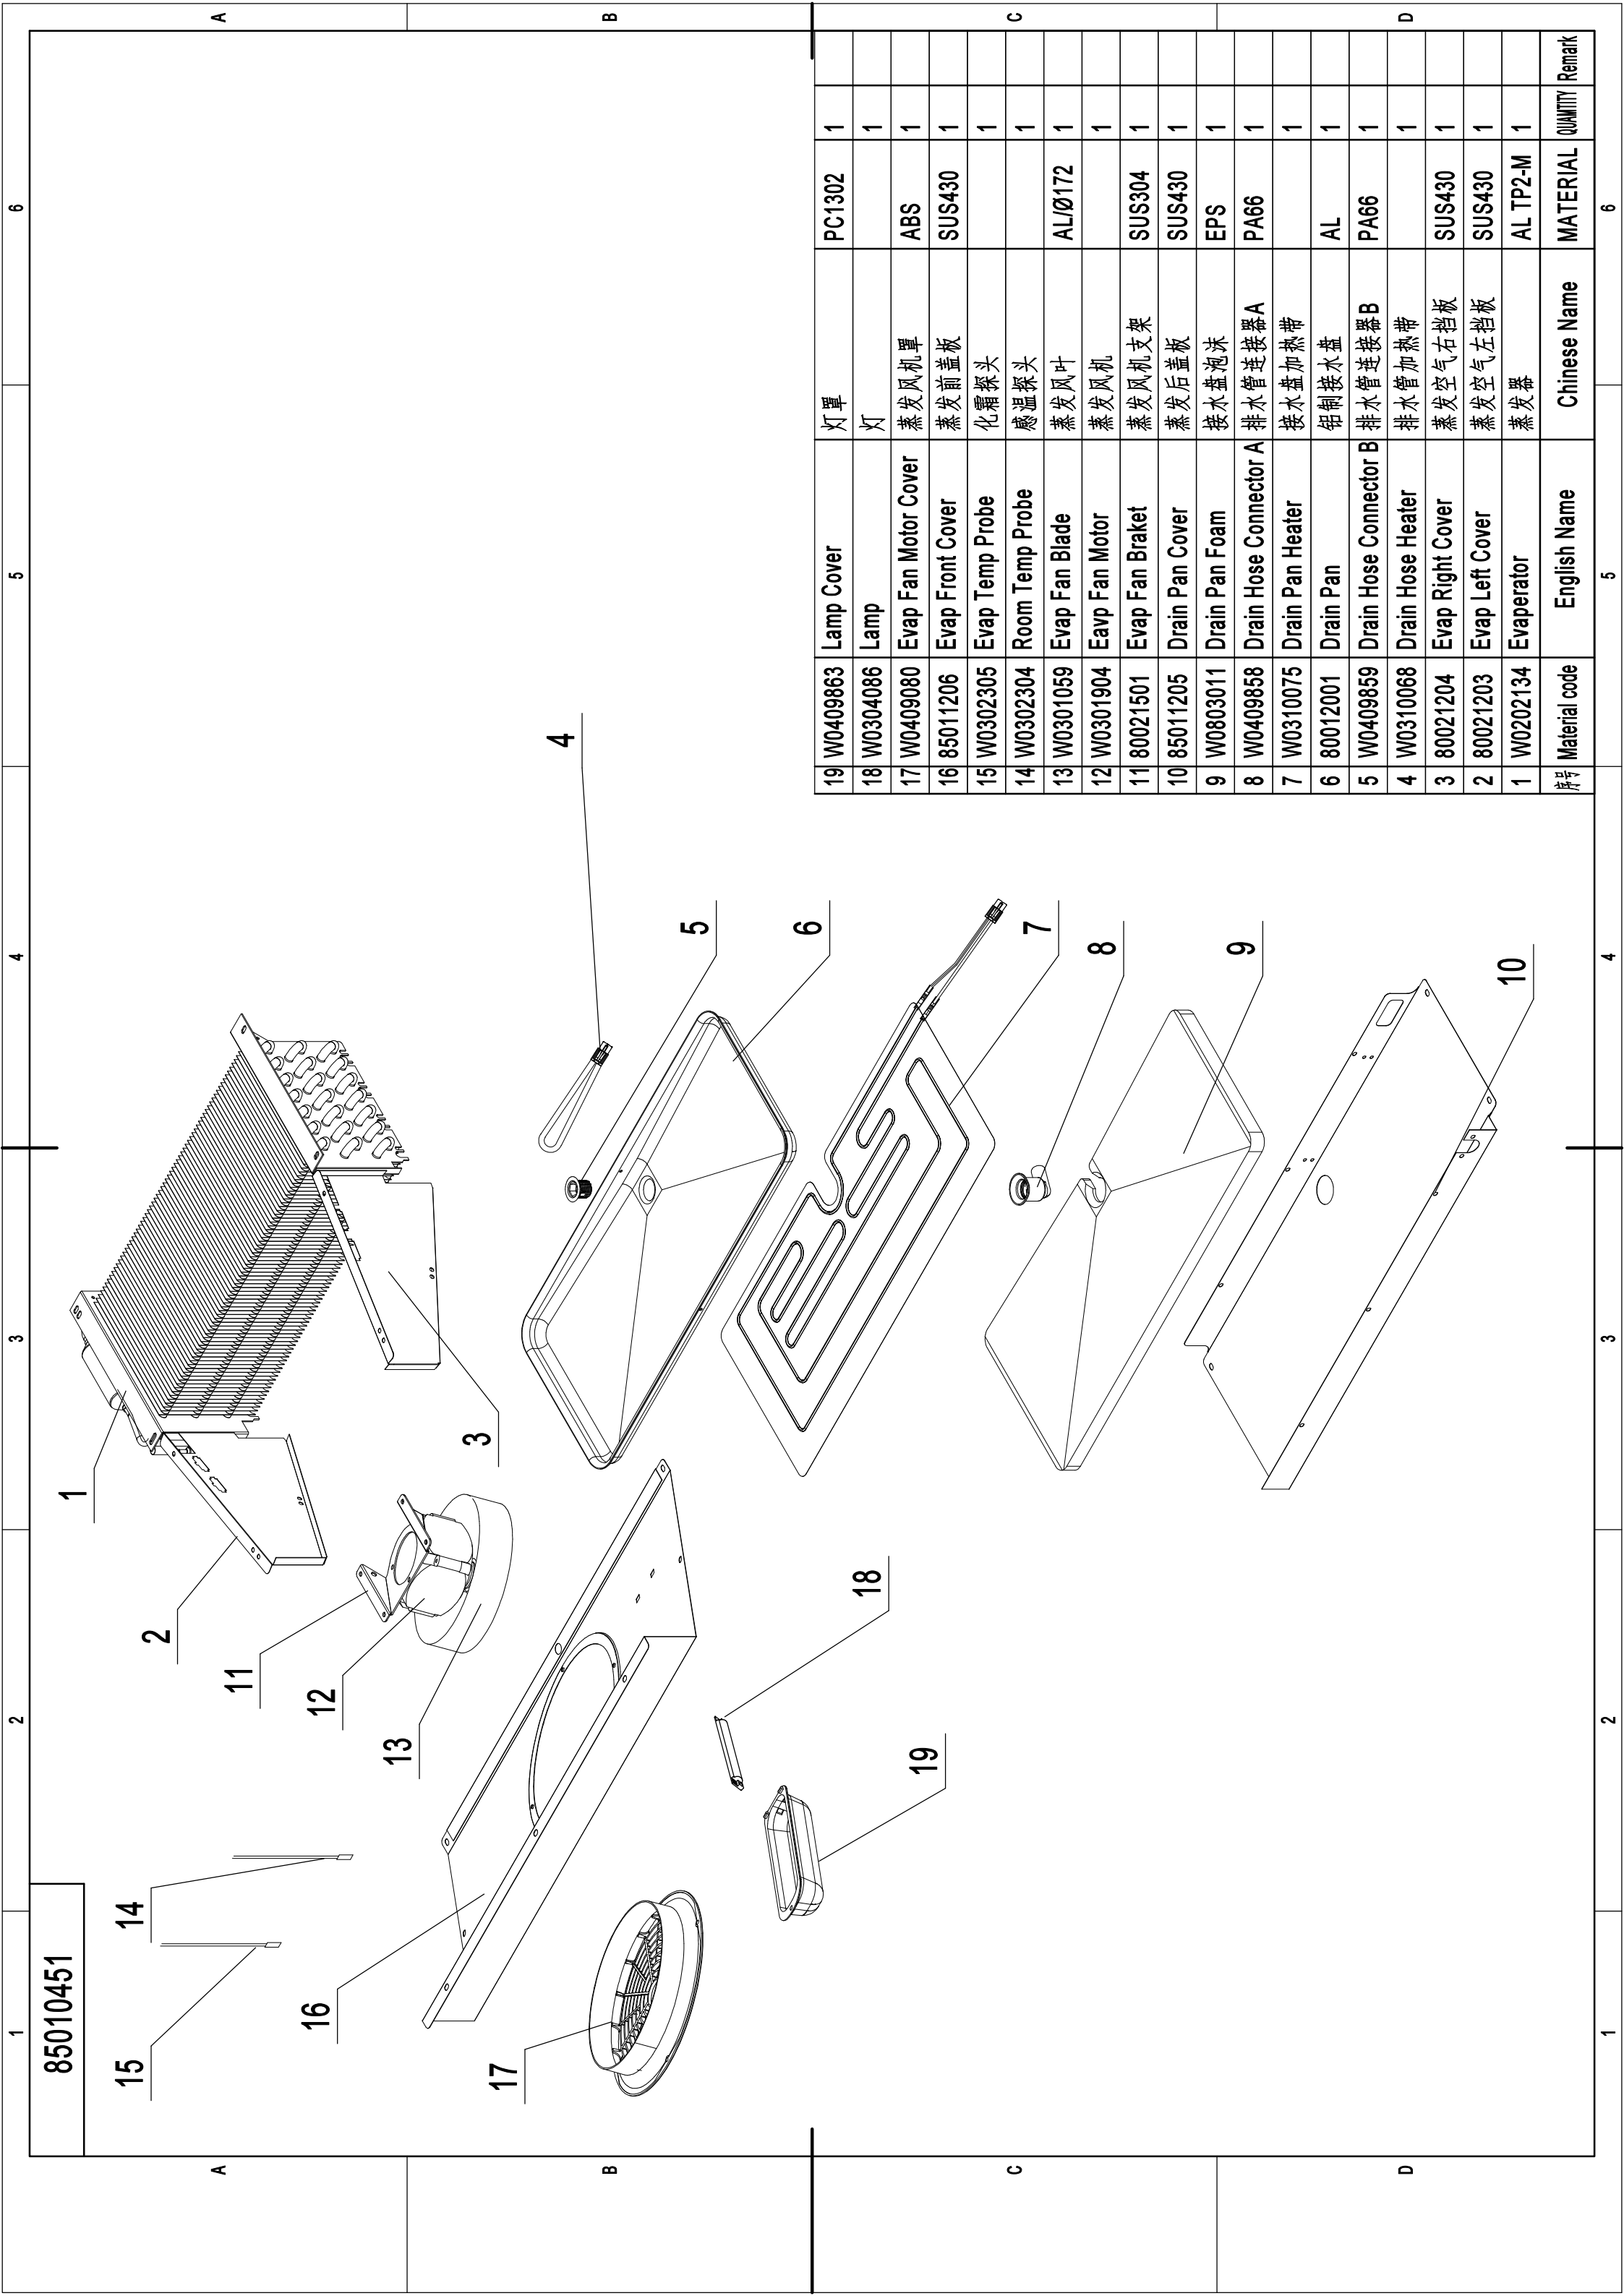 1 2 3 4 5 6
A
B
C
D
A
B
C
D
1 2 3 4 5 6
85010451
1
2
3
4
5
6
7
8
9
10
11
12
13
14
15
16
17
18
19
19 W0409863 Lamp Cover 灯罩 PC1302 1
18 W0304086 Lamp 灯 1
17 W0409080 Evap Fan Motor Cover 蒸发风机罩 ABS 1
16 85011206 Evap Front Cover 蒸发前盖板 SUS430 1
15 W0302305 Evap Temp Probe 化霜探头 1
14 W0302304 Room Temp Probe 感温探头 1
13 W0301059 Evap Fan Blade 蒸发风叶 AL/Ø172 1
12 W0301904 Eavp Fan Motor 蒸发风机 1
11 80021501 Evap Fan Braket 蒸发风机支架 SUS304 1
10 85011205 Drain Pan Cover 蒸发后盖板 SUS430 1
9 W0803011 Drain Pan Foam 接水盘泡沫 EPS 1
8 W0409858 Drain Hose Connector A 排水管连接器A PA66 1
7 W0310075 Drain Pan Heater 接水盘加热带 1
6 80012001 Drain Pan 铝制接水盘 AL 1
5 W0409859 Drain Hose Connector B 排水管连接器B PA66 1
4 W0310068 Drain Hose Heater 排水管加热带 1
3 80021204 Evap Right Cover 蒸发空气右挡板 SUS430 1
2 80021203 Evap Left Cover 蒸发空气左挡板 SUS430 1
1 W0202134 Evaperator 蒸发器 AL TP2-M 1
序号 Material code English Name Chinese Name MATERIAL QUAMTITY Remark